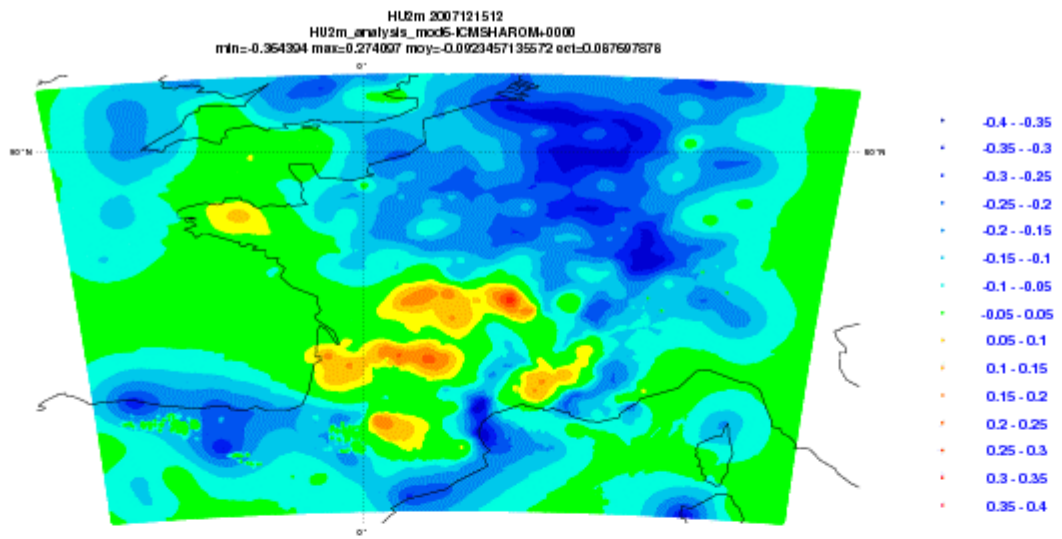 HU2m 2007121512
HU2m_analysis_mod6-ICMSHAROM+0000
min=-0.364394 max=0.274097 moy=-0.0923457135572 ect=0.087697878
0°
-0.4 - -0.35
-0.35 - -0.3
-0.3 - -0.25
-0.25 - -0.2
-0.2 - -0.15
-0.15 - -0.1
-0.1 - -0.05
-0.05 - 0.05
0.05 - 0.1
0.1 - 0.15
0.15 - 0.2
0.2 - 0.25
0.25 - 0.3
0.3 - 0.35
0.35 - 0.4
0°